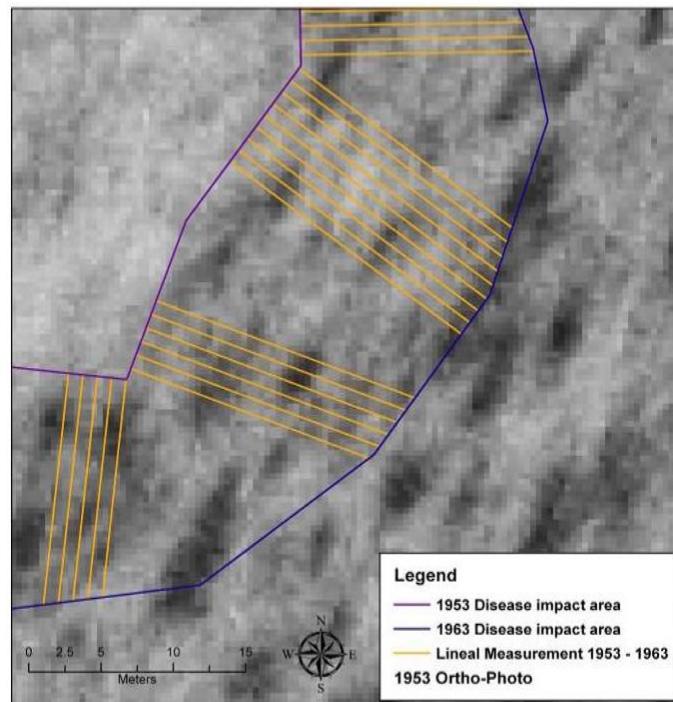 Legend
1953 Disease impact area
1963 Disease impact area
Lineal Measurement 1953 - 1963
1953 Ortho-Photo
N
W E
S
0 2.5 5 10 15
Meters